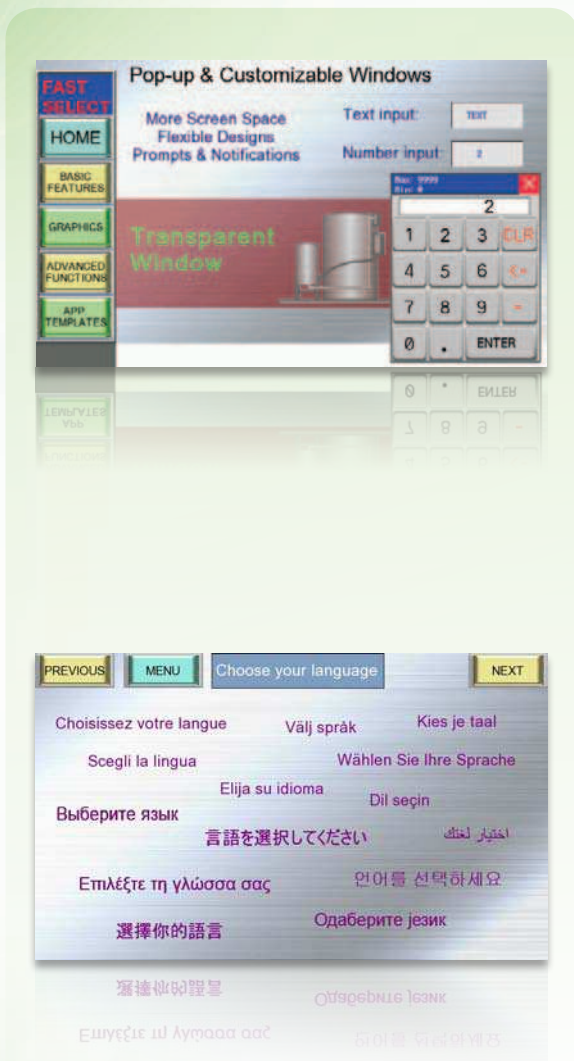 Pop-up & Customizable Windows
FAST
SELECT
HOME
BASIC
FEATURES
GRAPHICS
ADVANCED
FUNCTIONS
APP
TEMPLATES
More Screen Space
Flexible Designs
Prompts & Notifications
Text input:
TEXT
Number input:
2
Transparent
Window
Max: 9999
Min: 0
2
1 2 3 CLR
4 5 6
7 8 9 -
0 . ENTER
PREVIOUS
MENU
Choose your language
NEXT
Choisissez votre langue
Välj språk
Kies je taal
Scegli la lingua
Wählen Sie Ihre Sprache
Elija su idioma
Dil seçin
Выберите язык
言語を選択してください
اختيار لغتك
Επιλέξτε τη γλώσσα σας
언어를 선택하세요
選擇你的語言
Одаберите језик